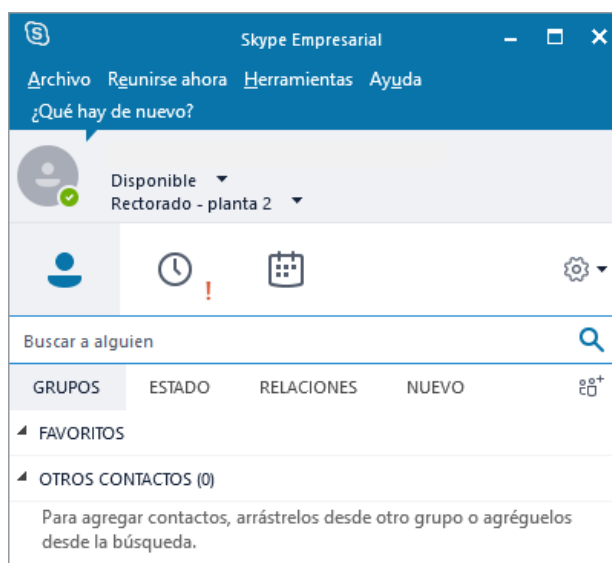 Skype Empresarial
Archivo Reunirse ahora Herramientas Ayuda
¿Qué hay de nuevo?
Disponible
Rectorado - planta 2
!
Buscar a alguien
GRUPOS ESTADO RELACIONES NUEVO
FAVORITOS
OTROS CONTACTOS (0)
Para agregar contactos, arrástrelos desde otro grupo o agréguelos
desde la búsqueda.